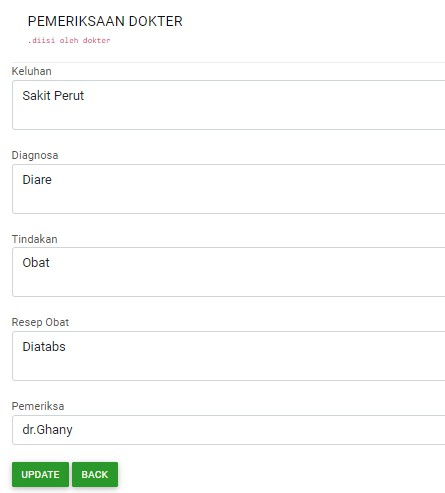 PEMERIKSAAN DOKTER
.diisi oleh dokter
Keluhan
Sakit Perut
Diagnosa
Diare
Tindakan
Obat
Resep Obat
Diatabs
Pemeriksa
dr.Ghany
UPDATE BACK